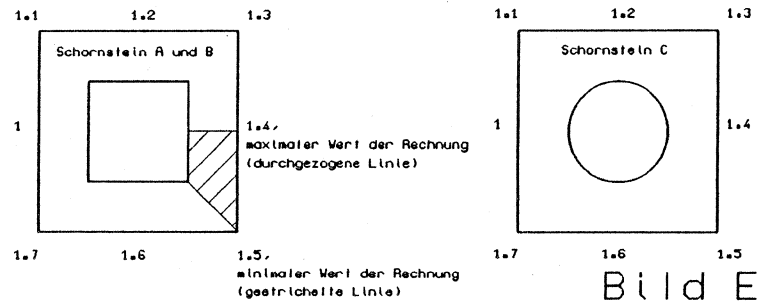 1.1 1.2 1.3 1.1 1.2 1.3
Schornstein A und B
Schornstein C
1 1.4, 1 1.4
maximaler Wert der Rechnung
(durchgezogene Linie)
1.7 1.6 1.5, 1.7 1.6 1.5
minimaler Wert der Rechnung
(gestrichelte Linie)
Bild E